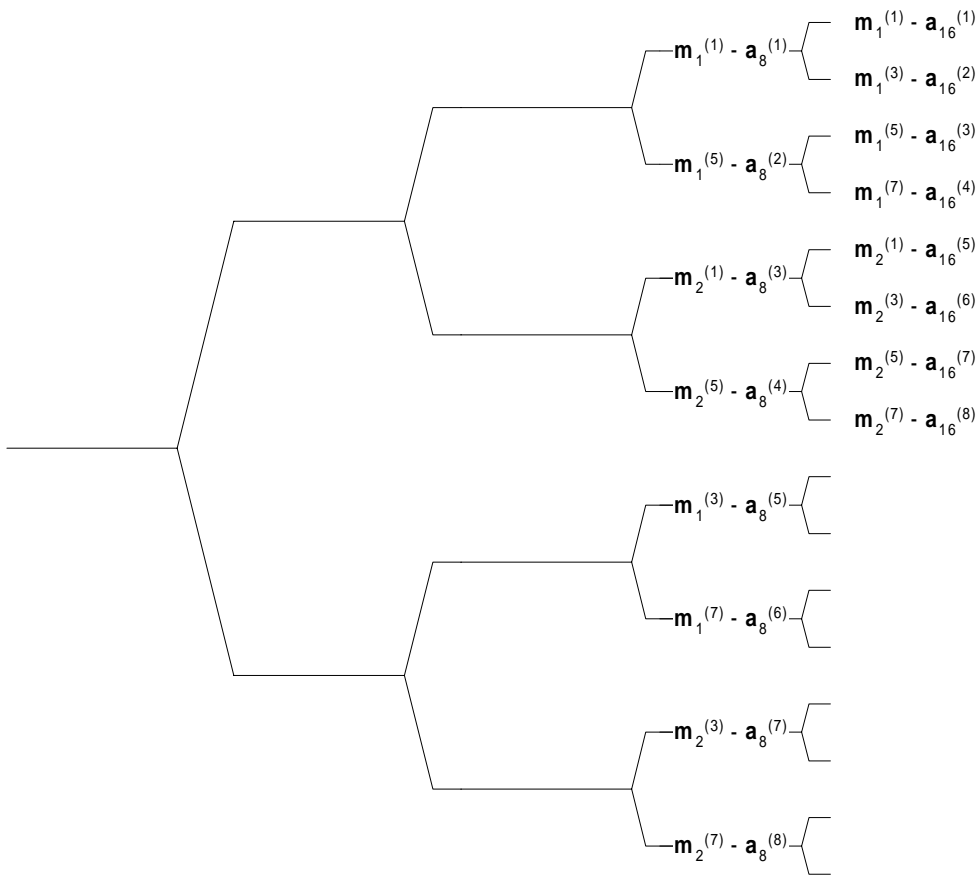 m₁⁽¹⁾ - a₁₆⁽¹⁾
m₁⁽¹⁾ - a₈⁽¹⁾
m₁⁽³⁾ - a₁₆⁽²⁾
m₁⁽⁵⁾ - a₁₆⁽³⁾
m₁⁽⁵⁾ - a₈⁽²⁾
m₁⁽⁷⁾ - a₁₆⁽⁴⁾
m₂⁽¹⁾ - a₁₆⁽⁵⁾
m₂⁽¹⁾ - a₈⁽³⁾
m₂⁽³⁾ - a₁₆⁽⁶⁾
m₂⁽⁵⁾ - a₁₆⁽⁷⁾
m₂⁽⁵⁾ - a₈⁽⁴⁾
m₂⁽⁷⁾ - a₁₆⁽⁸⁾
m₁⁽³⁾ - a₈⁽⁵⁾
m₁⁽⁷⁾ - a₈⁽⁶⁾
m₂⁽³⁾ - a₈⁽⁷⁾
m₂⁽⁷⁾ - a₈⁽⁸⁾